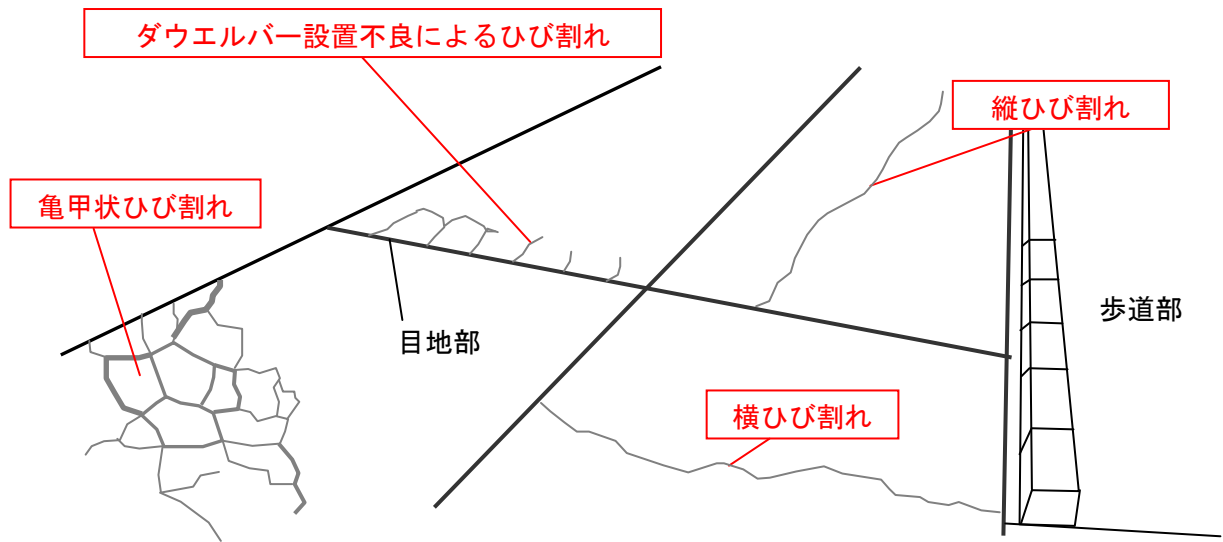 ダウエルバー設置不良によるひび割れ
縦ひび割れ
亀甲状ひび割れ
歩道部
目地部
横ひび割れ